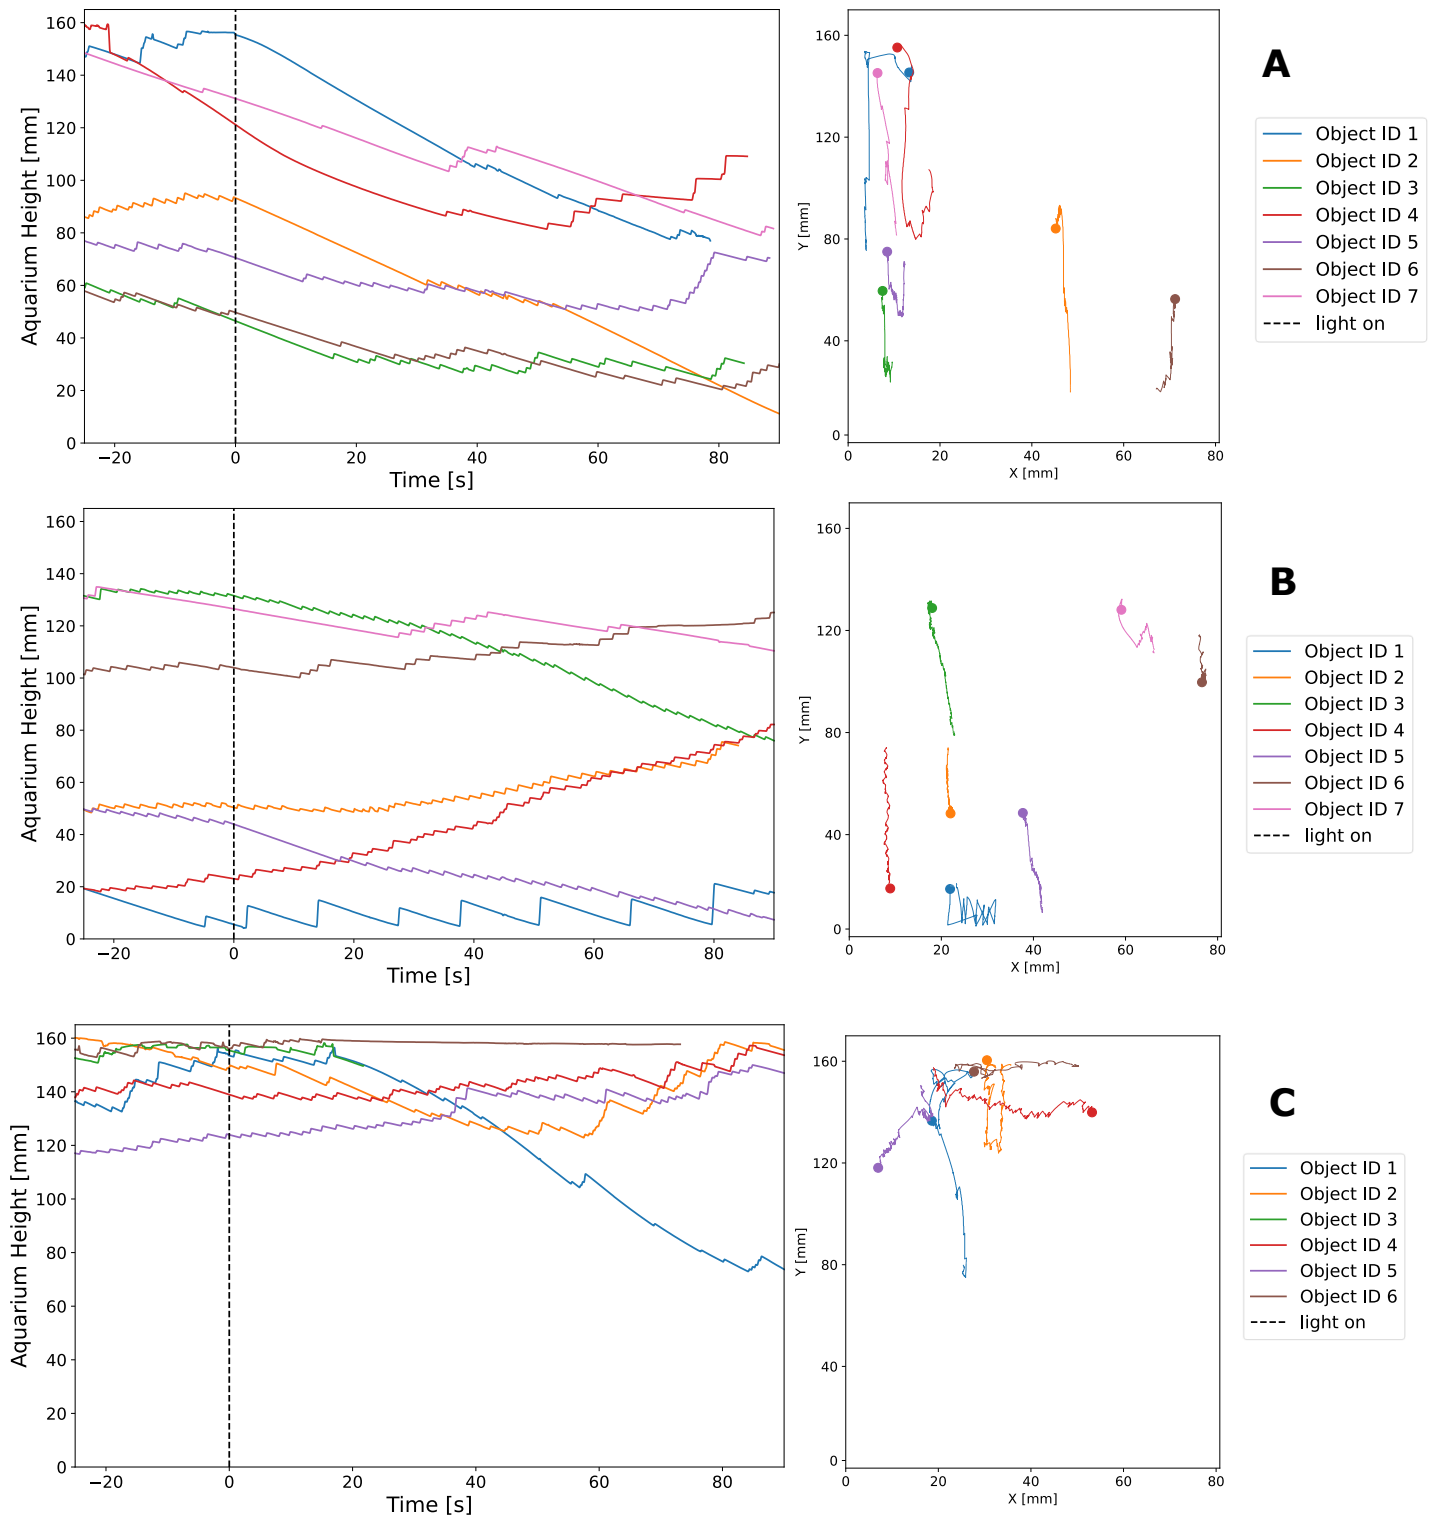 A
160
140
120
100
80
60
40
20
0
Aquarium Height [mm]
−20 0 20 40 60 80
Time [s]
160
120
80
40
0
Y [mm]
0 20 40 60 80
X [mm]
Object ID 1
Object ID 2
Object ID 3
Object ID 4
Object ID 5
Object ID 6
Object ID 7
light on
B
160
140
120
100
80
60
40
20
0
Aquarium Height [mm]
−20 0 20 40 60 80
Time [s]
160
120
80
40
0
Y [mm]
0 20 40 60 80
X [mm]
Object ID 1
Object ID 2
Object ID 3
Object ID 4
Object ID 5
Object ID 6
Object ID 7
light on
C
160
140
120
100
80
60
40
20
0
Aquarium Height [mm]
−20 0 20 40 60 80
Time [s]
160
120
80
40
0
Y [mm]
0 20 40 60 80
X [mm]
Object ID 1
Object ID 2
Object ID 3
Object ID 4
Object ID 5
Object ID 6
light on